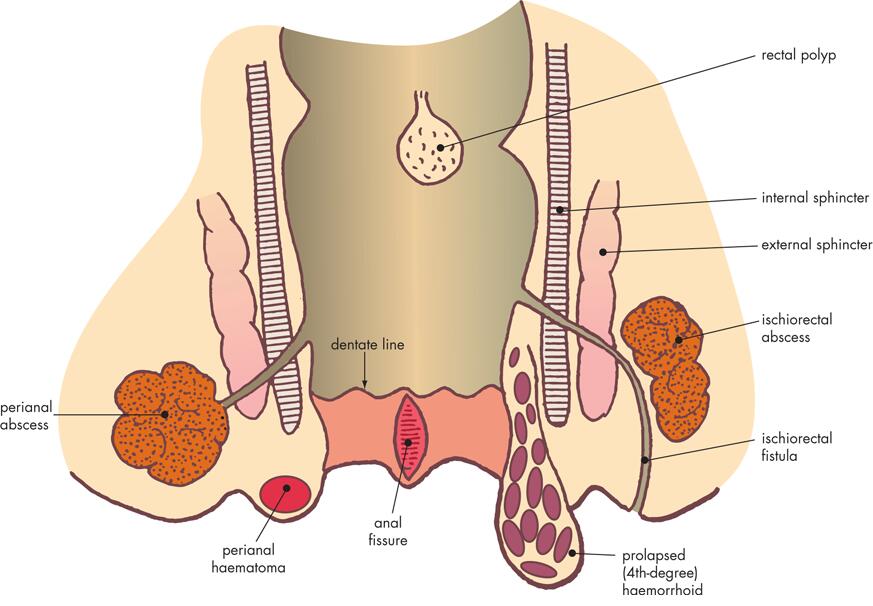 rectal polyp
internal sphincter
external sphincter
ischiorectal
abscess
dentate line
perianal
abscess
ischiorectal
fistula
anal
fissure
perianal
haematoma
prolapsed
(4th-degree)
haemorrhoid